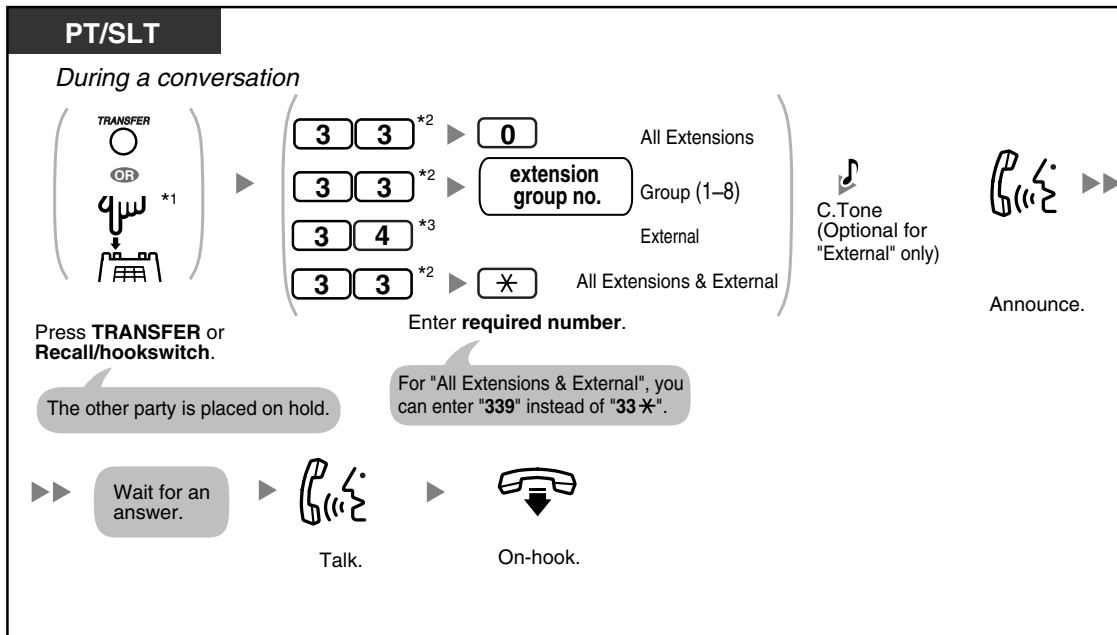 PT/SLT
During a conversation
TRANSFER
OR
*1
Press TRANSFER or
Recall/hookswitch.
The other party is placed on hold.
3 3 *2 0 All Extensions
3 3 *2 extension
group no. Group (1–8)
3 4 *3 External
3 3 *2 * All Extensions & External
Enter required number.
For "All Extensions & External", you
can enter "339" instead of "33*".
C.Tone
(Optional for
"External" only)
Announce.
Wait for an
answer.
Talk.
On-hook.